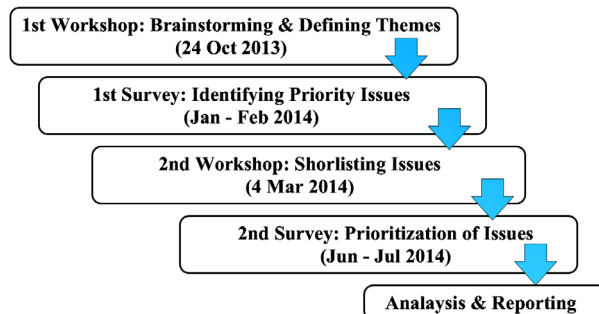 1st Workshop: Brainstorming & Defining Themes
(24 Oct 2013)
1st Survey: Identifying Priority Issues
(Jan - Feb 2014)
2nd Workshop: Shorlisting Issues
(4 Mar 2014)
2nd Survey: Prioritization of Issues
(Jun - Jul 2014)
Analaysis & Reporting